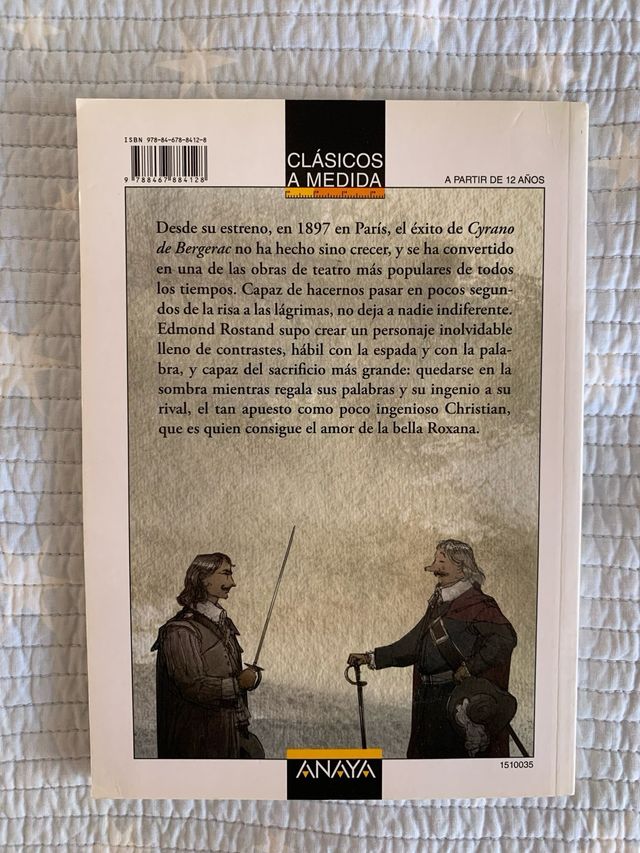 ISBN 978-84-678-8412-8
9 788467 884128
CLÁSICOS
A MEDIDA
A PARTIR DE 12 AÑOS
Desde su estreno, en 1897 en París, el éxito de Cyrano
de Bergerac no ha hecho sino crecer, y se ha convertido
en una de las obras de teatro más populares de todos
los tiempos. Capaz de hacernos pasar en pocos segun-
dos de la risa a las lágrimas, no deja a nadie indiferente.
Edmond Rostand supo crear un personaje inolvidable
lleno de contrastes, hábil con la espada y con la pala-
bra, y capaz del sacrificio más grande: quedarse en la
sombra mientras regala sus palabras y su ingenio a su
rival, el tan apuesto como poco ingenioso Christian,
que es quien consigue el amor de la bella Roxana.
ANAYA
1510035